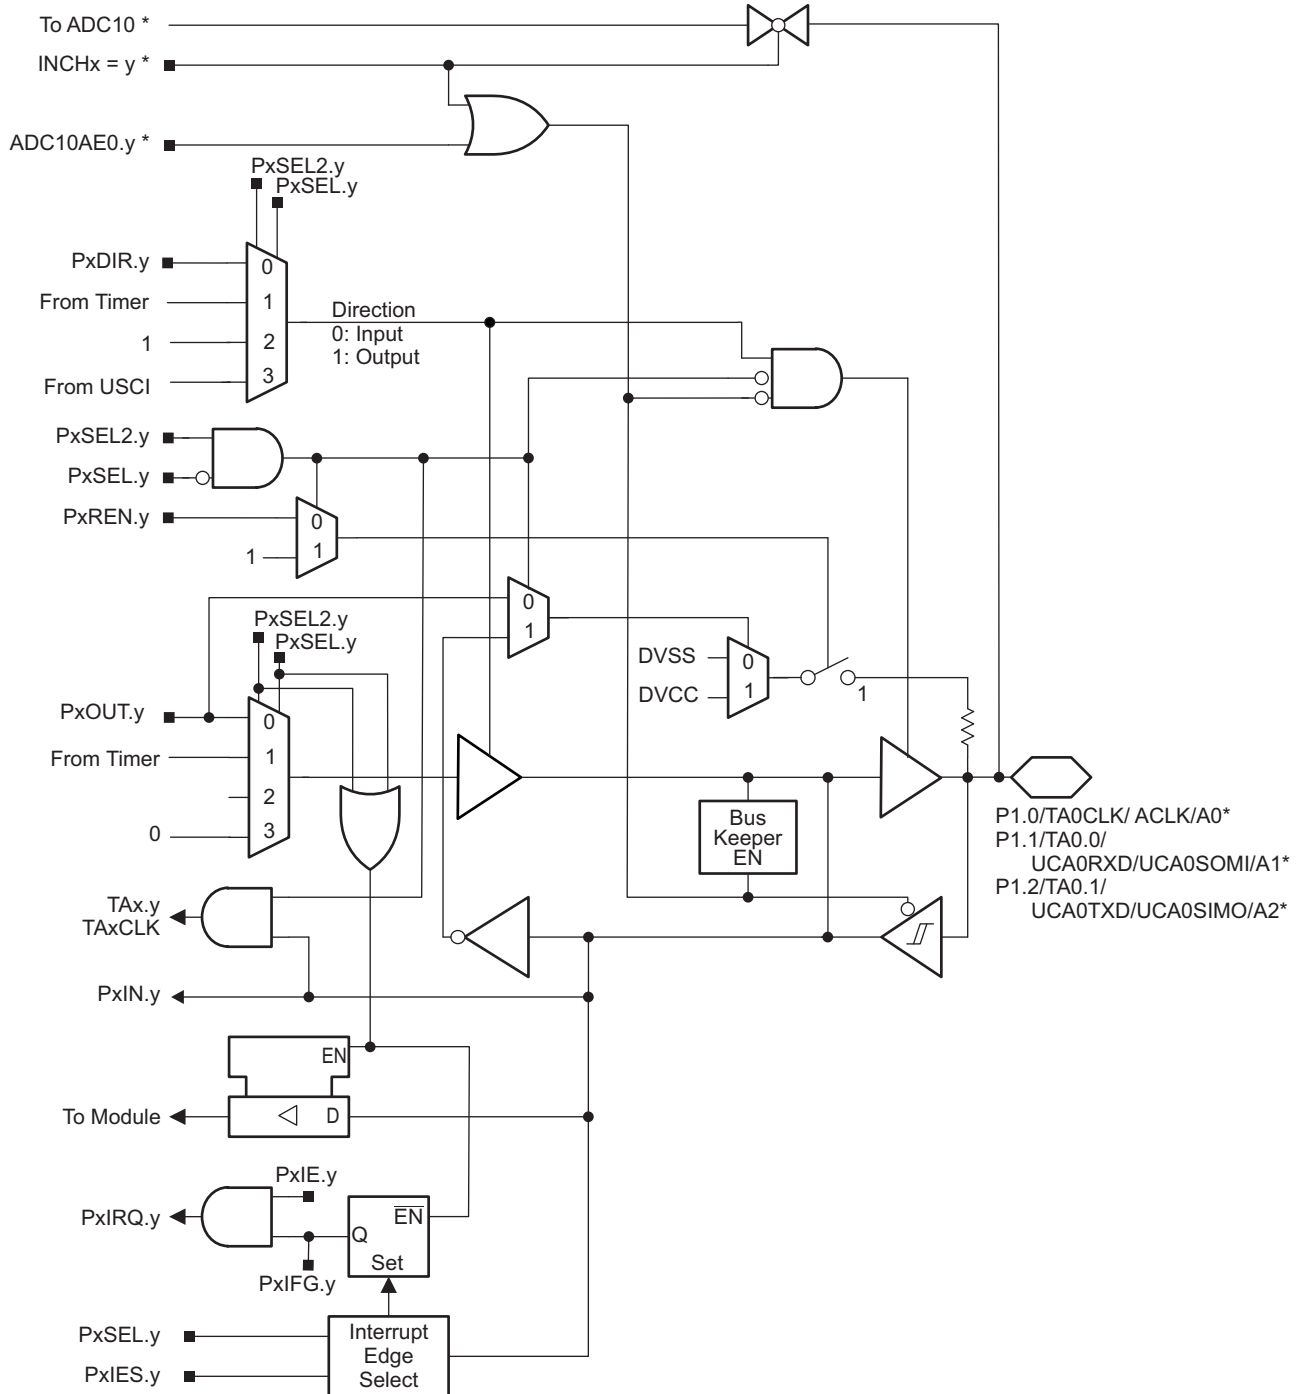 To ADC10 *
INCHx = y *
ADC10AE0.y *
PxSEL2.y
PxSEL.y
PxDIR.y
0
From Timer
1
Direction
0: Input
1: Output
1
2
From USCI
3
PxSEL2.y
PxSEL.y
PxREN.y
0
1
1
0
1
PxSEL2.y
PxSEL.y
DVSS
0
DVCC
1
1
PxOUT.y
0
From Timer
1
2
0
3
Bus
Keeper
EN
P1.0/TA0CLK/ ACLK/A0*
P1.1/TA0.0/
UCA0RXD/UCA0SOMI/A1*
P1.2/TA0.1/
UCA0TXD/UCA0SIMO/A2*
TAx.y
TAxCLK
PxIN.y
EN
To Module
D
PxIE.y
PxIRQ.y
EN
Q
Set
PxIFG.y
PxSEL.y
PxIES.y
Interrupt
Edge
Select